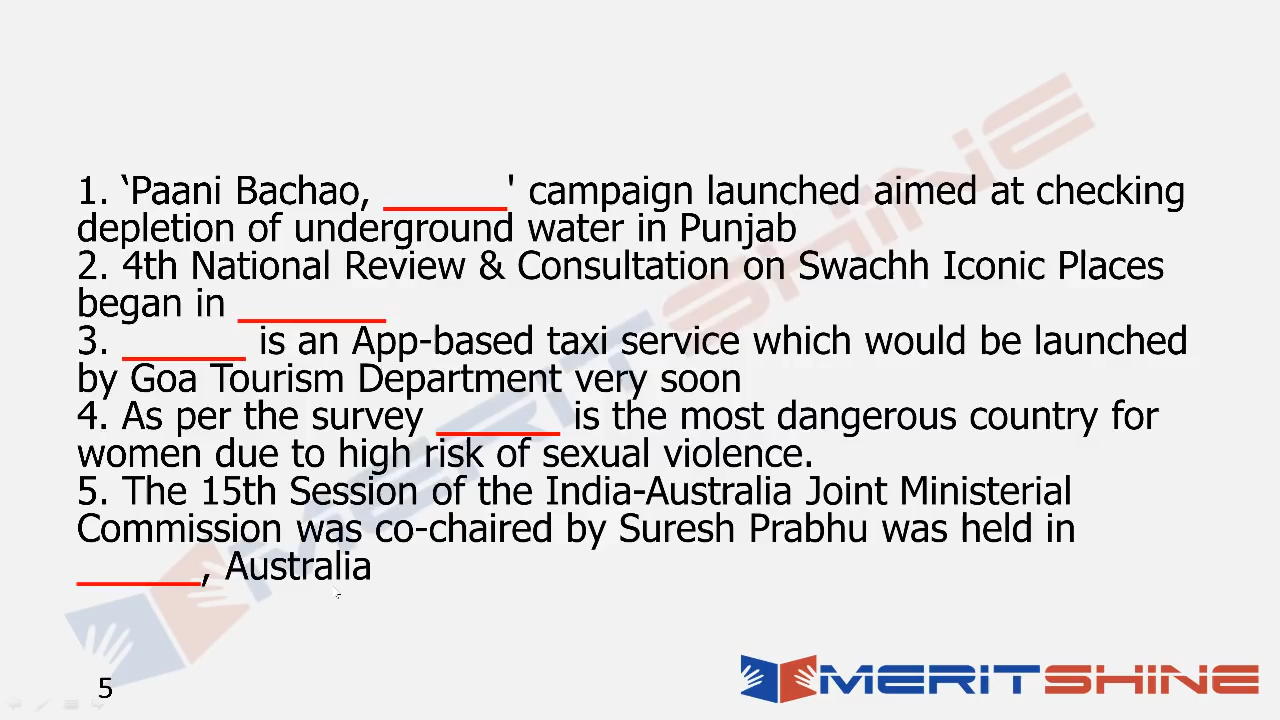 1. ‘Paani Bachao, ______' campaign launched aimed at checking
depletion of underground water in Punjab
2. 4th National Review & Consultation on Swachh Iconic Places
began in ______
3. ______ is an App-based taxi service which would be launched
by Goa Tourism Department very soon
4. As per the survey ______ is the most dangerous country for
women due to high risk of sexual violence.
5. The 15th Session of the India-Australia Joint Ministerial
Commission was co-chaired by Suresh Prabhu was held in
______, Australia
MERITSHINE
5
MERITSHINE